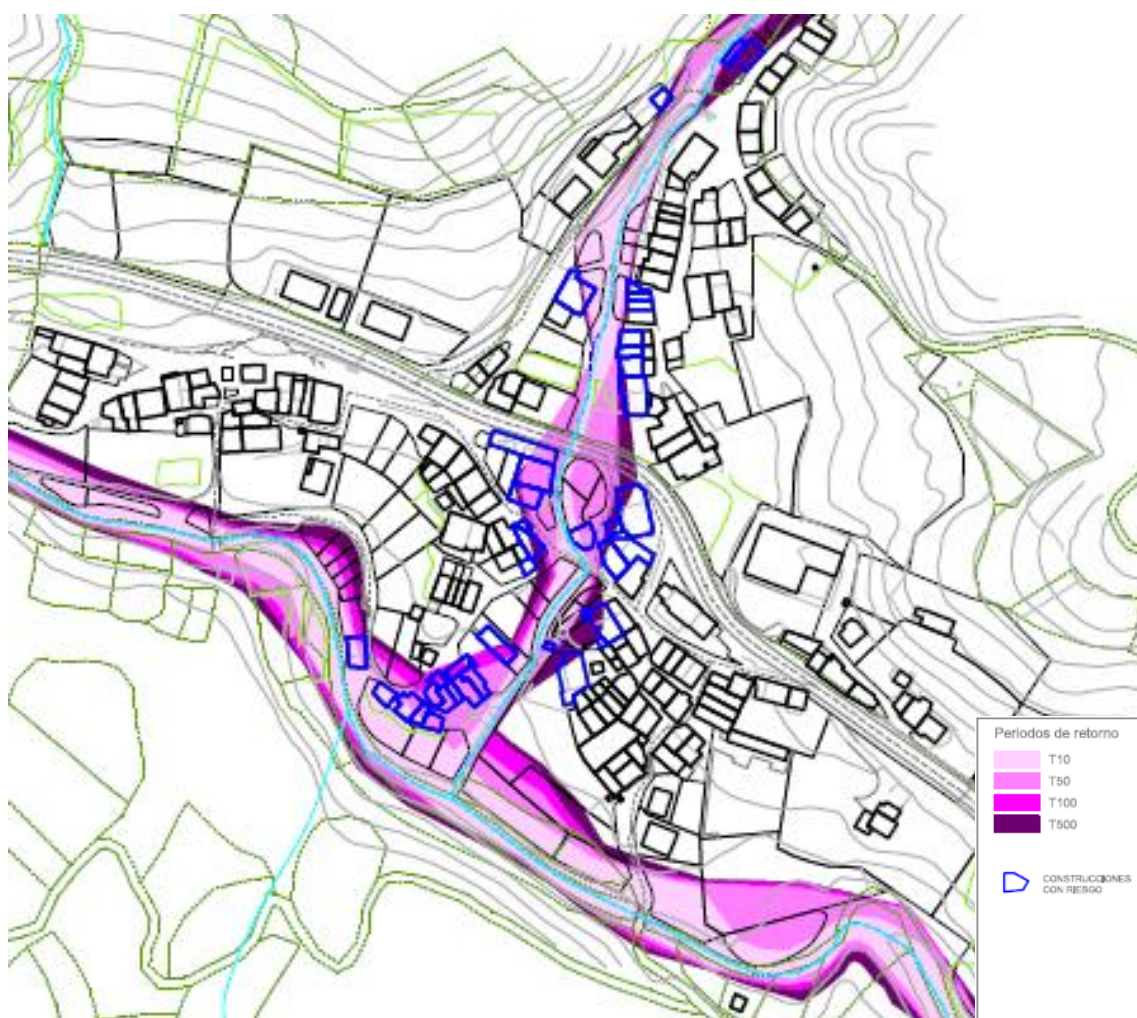 Periodos de retorno
T10
T50
T100
T500
CONSTRUCCIONES
CON RIESGO